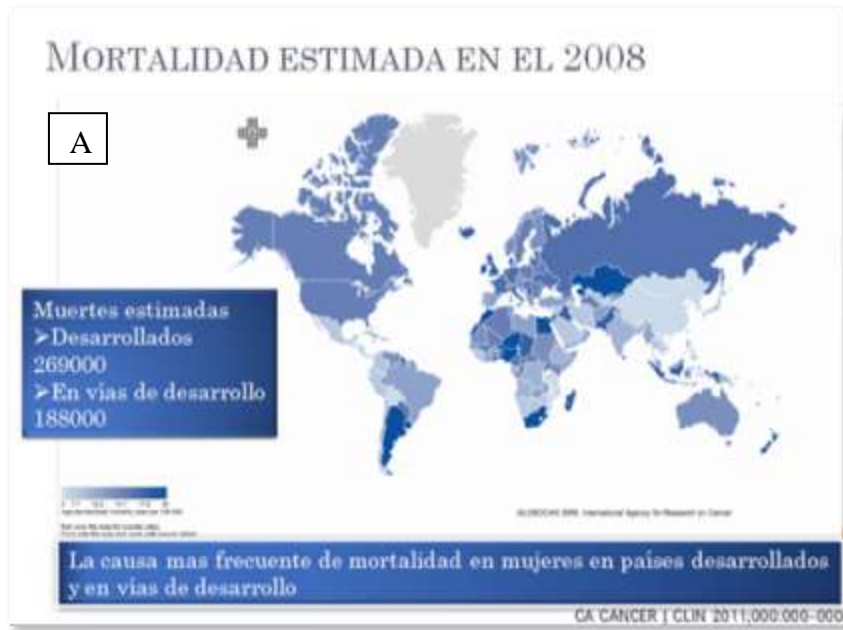 MORTALIDAD ESTIMADA EN EL 2008
A
Muertes estimadas
➢Desarrollados
269000
➢En vías de desarrollo
188000
GLOBOCAN 2008, International Agency for Research on Cancer
La causa mas frecuente de mortalidad en mujeres en países desarrollados
y en vías de desarrollo
CA CANCER J CLIN 2011;000:000–000